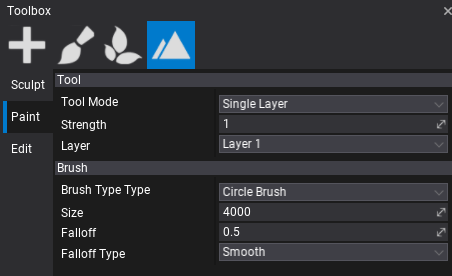 Toolbox
Sculpt
Paint
Edit
Tool
Tool Mode Single Layer
Strength 1
Layer Layer 1
Brush
Brush Type Type Circle Brush
Size 4000
Falloff 0.5
Falloff Type Smooth